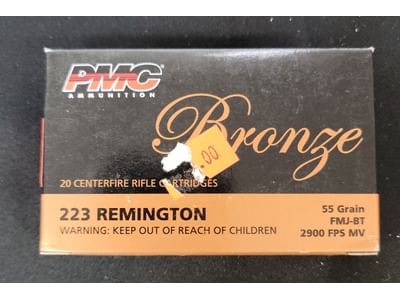 PMC®
AMMUNITION
Bronze
.00
20 CENTERFIRE RIFLE CARTRIDGES
223 REMINGTON
WARNING: KEEP OUT OF REACH OF CHILDREN
55 Grain
FMJ-BT
2900 FPS MV